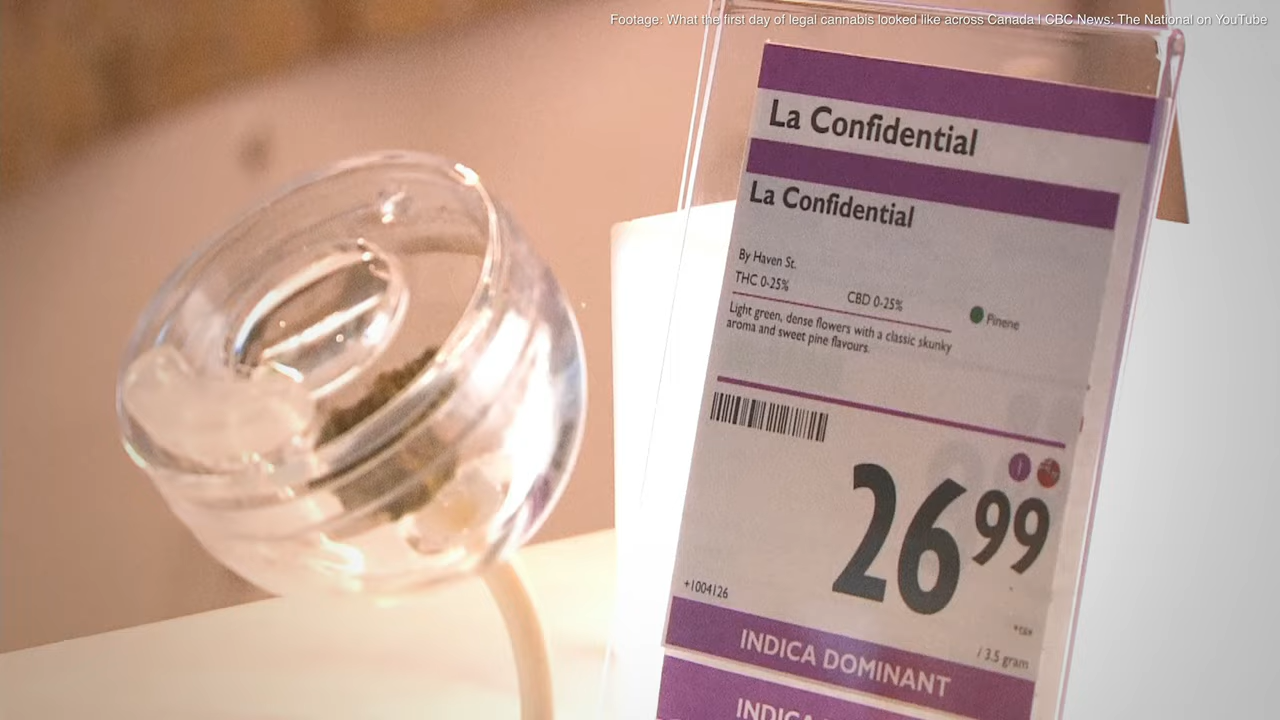 Footage: What the first day of legal cannabis looked like across Canada | CBC News: The National on YouTube
La Confidential
La Confidential
By Haven St.
THC 0-25%
CBD 0-25%
Pinene
Light green, dense flowers with a classic skunky
aroma and sweet pine flavours.
2699
+1004126
+tax
/ 3.5 gram
INDICA DOMINANT